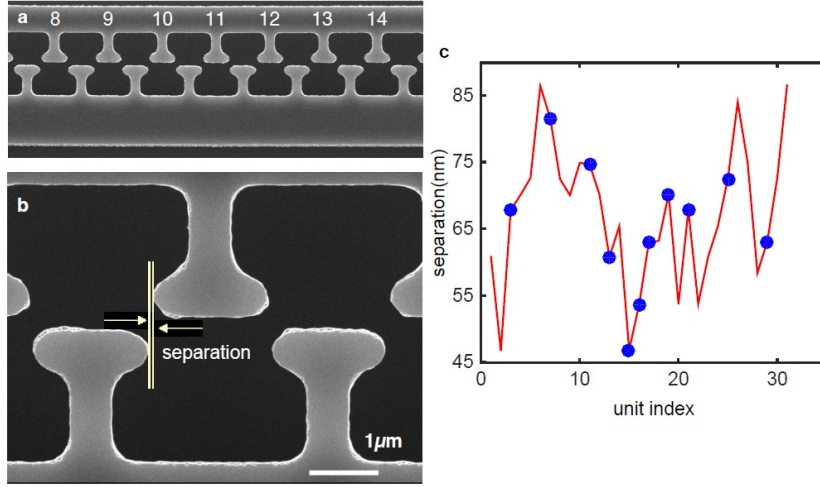 a 8 9 10 11 12 13 14
b
separation
1µm
c
85
75
65
55
45
separation(nm)
0 10 20 30
unit index